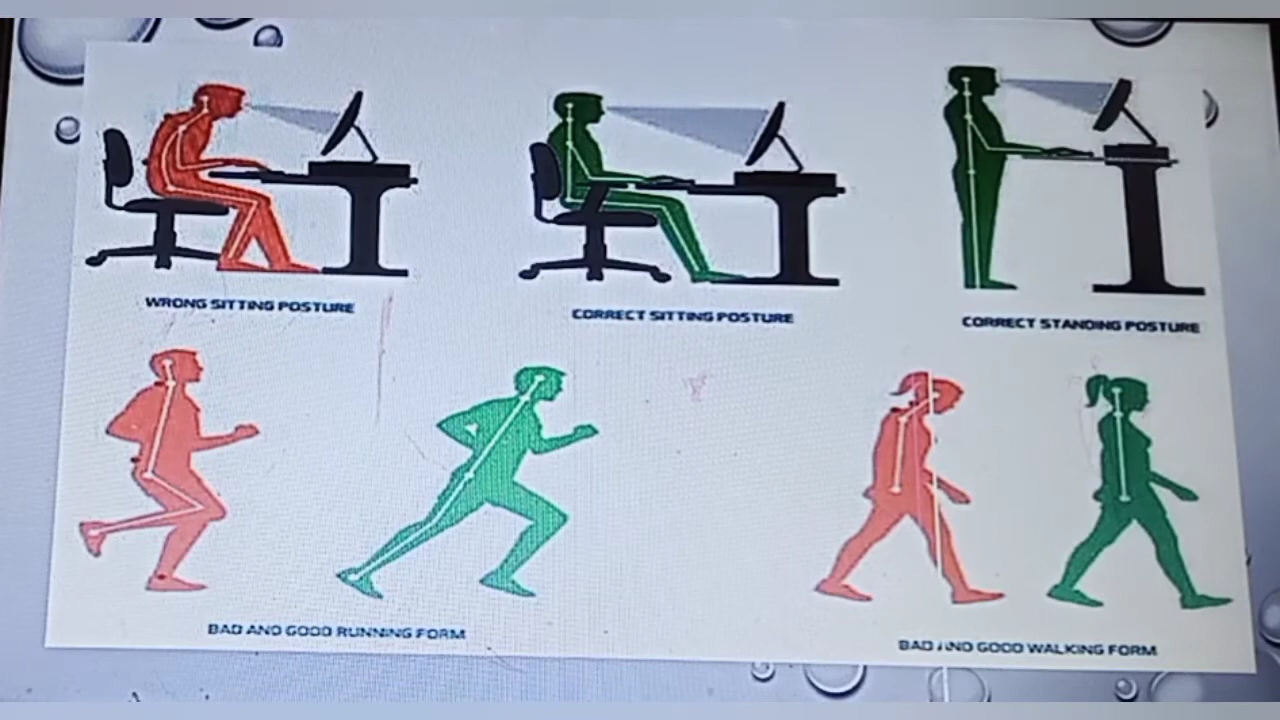 WRONG SITTING POSTURE
CORRECT SITTING POSTURE
CORRECT STANDING POSTURE
BAD AND GOOD RUNNING FORM
BAD AND GOOD WALKING FORM